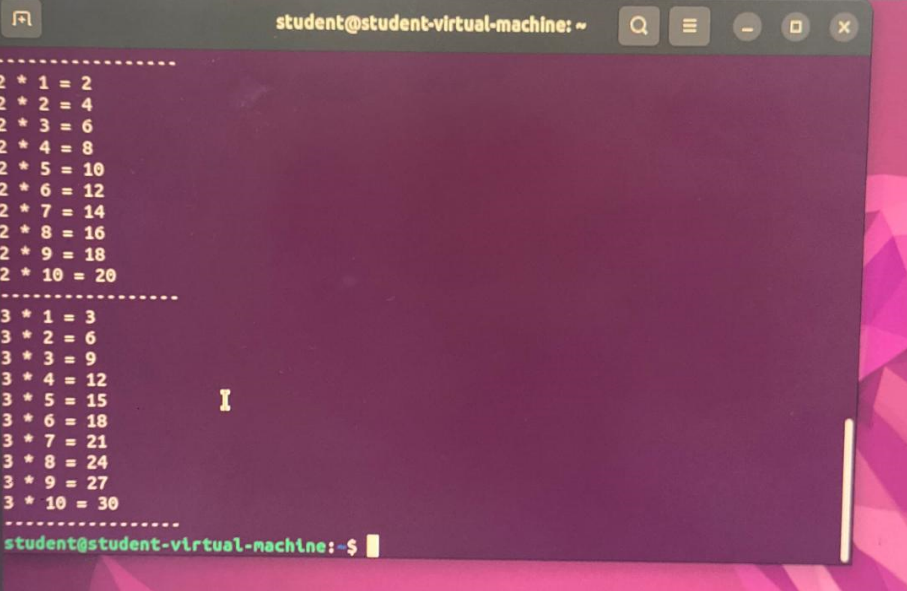 student@student-virtual-machine: ~
-----------------
2 * 1 = 2
2 * 2 = 4
2 * 3 = 6
2 * 4 = 8
2 * 5 = 10
2 * 6 = 12
2 * 7 = 14
2 * 8 = 16
2 * 9 = 18
2 * 10 = 20
-----------------
3 * 1 = 3
3 * 2 = 6
3 * 3 = 9
3 * 4 = 12
3 * 5 = 15
3 * 6 = 18
3 * 7 = 21
3 * 8 = 24
3 * 9 = 27
3 * 10 = 30
-----------------
student@student-virtual-machine:~$